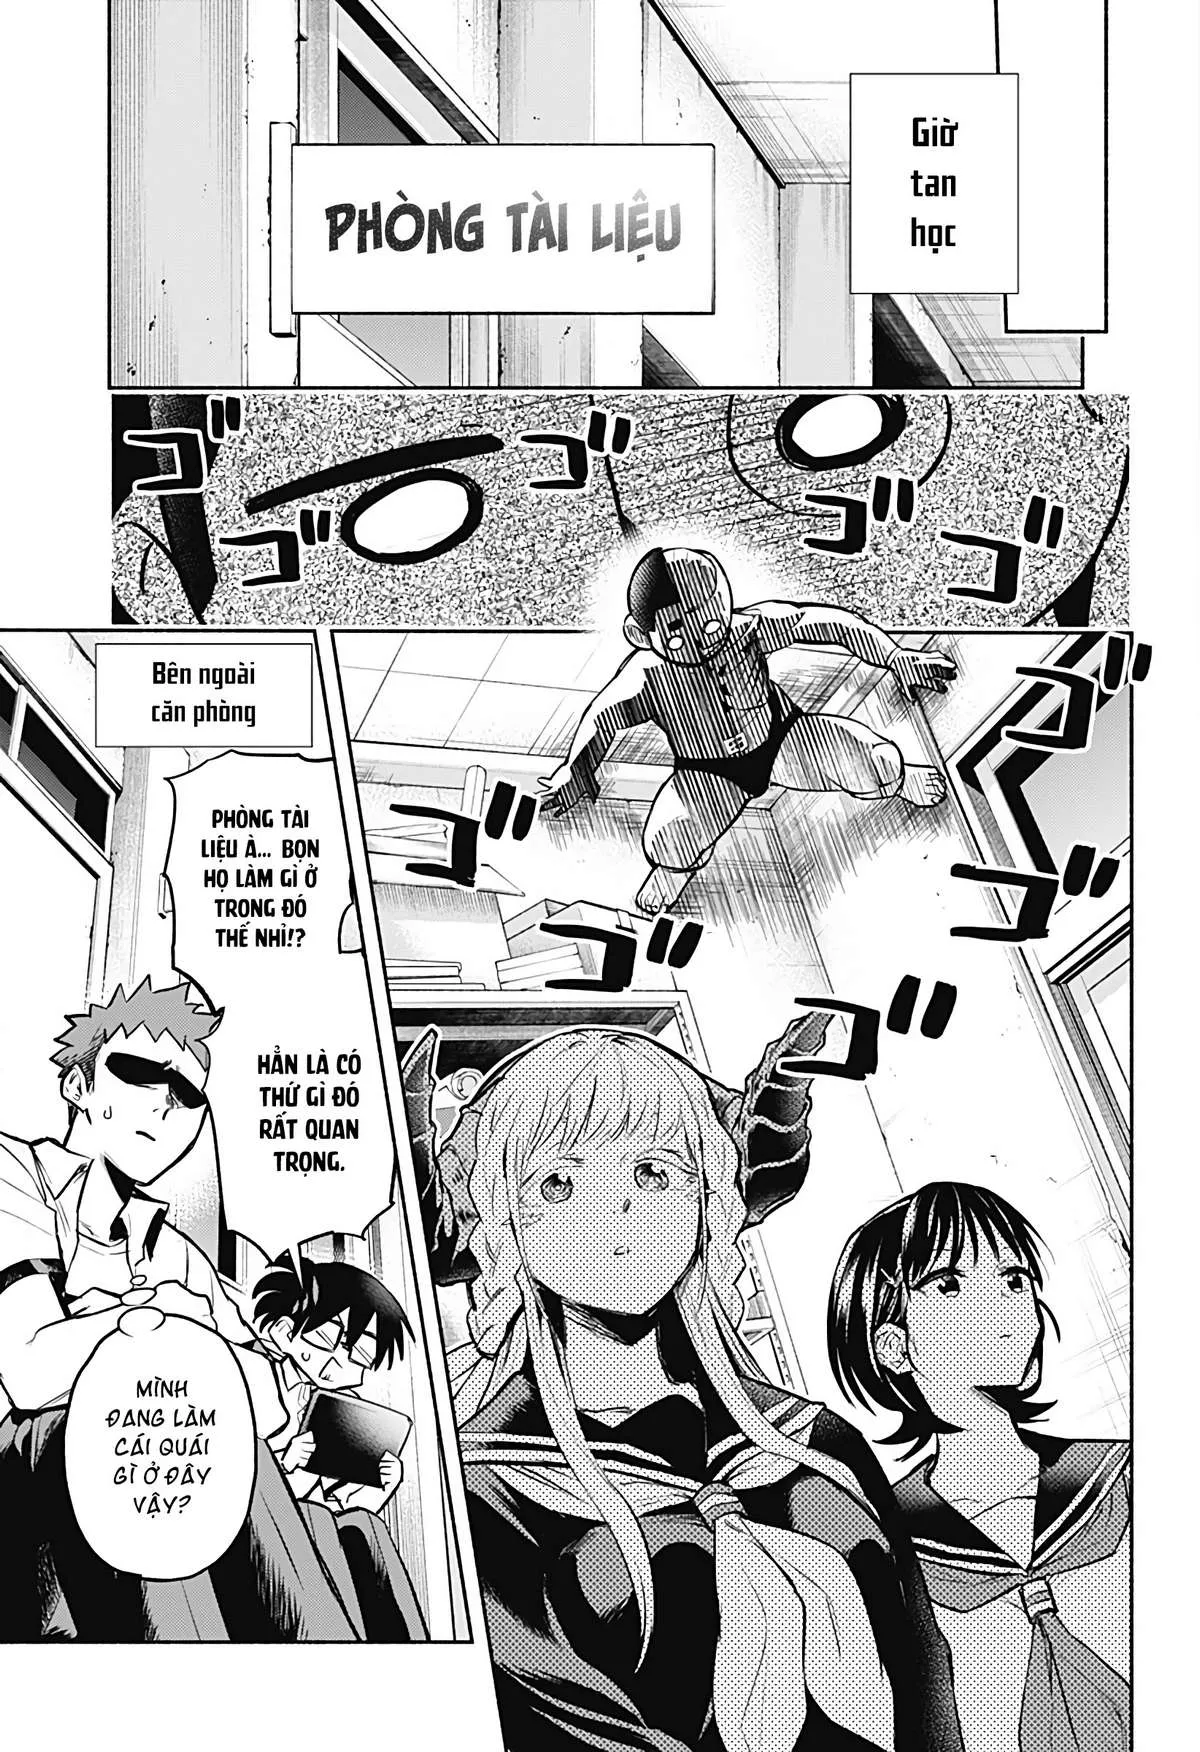 Giờ
tan
học
PHÒNG TÀI LIỆU
ゴ
ゴ
ゴ
ゴ
ゴ
ゴ
ゴ
ゴ
ゴ
ゴ
Bên ngoài
căn phòng
PHÒNG TÀI
LIỆU À... BỌN
HỌ LÀM GÌ Ở
TRONG ĐÓ
THẾ NHỈ!?
HẲN LÀ CÓ
THỨ GÌ ĐÓ
RẤT QUAN
TRỌNG.
MÌNH
ĐANG LÀM
CÁI QUÁI
GÌ Ở ĐÂY
VẬY?